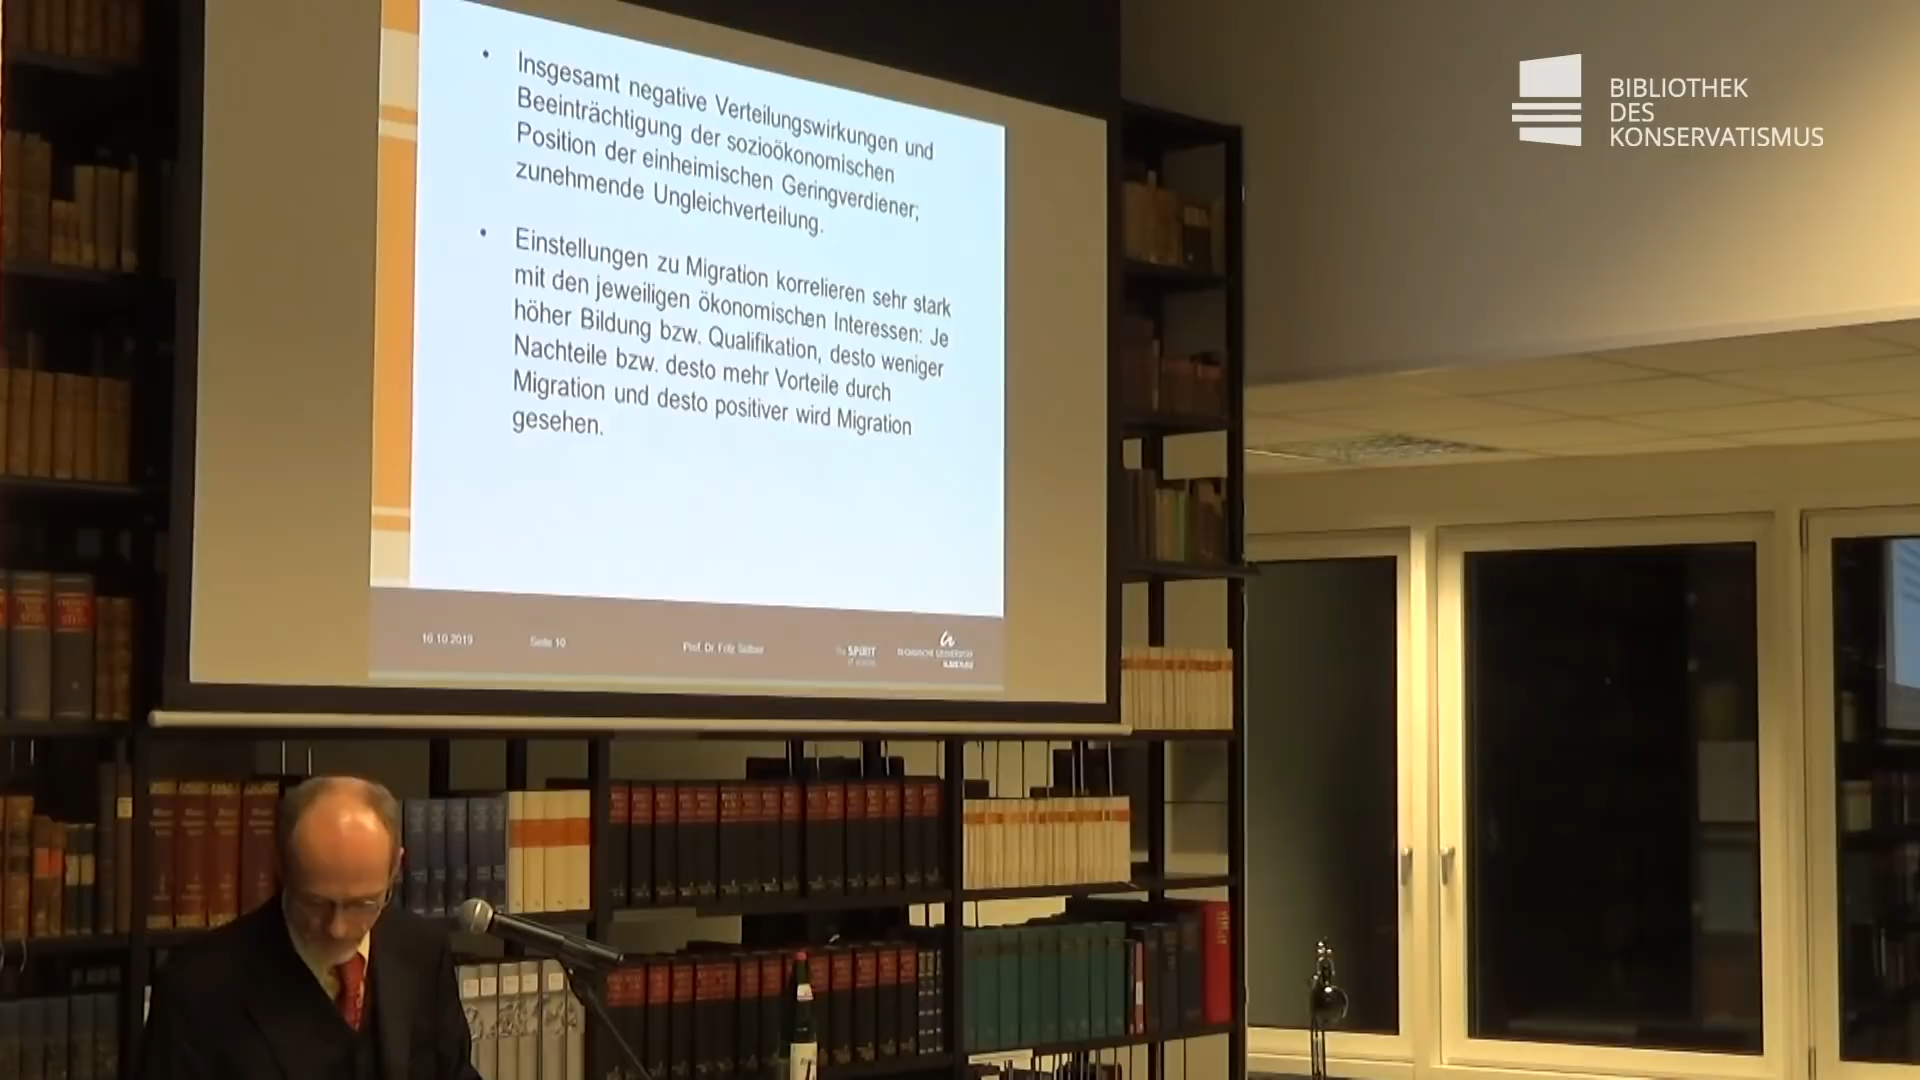 BIBLIOTHEK
DES
KONSERVATISMUS
• Insgesamt negative Verteilungswirkungen und
Beeinträchtigung der sozioökonomischen
Position der einheimischen Geringverdiener;
zunehmende Ungleichverteilung.
• Einstellungen zu Migration korrelieren sehr stark
mit den jeweiligen ökonomischen Interessen: Je
höher Bildung bzw. Qualifikation, desto weniger
Nachteile bzw. desto mehr Vorteile durch
Migration und desto positiver wird Migration
gesehen.
16.10.2019 Seite 10 Prof. Dr. Fritz SPIRIT